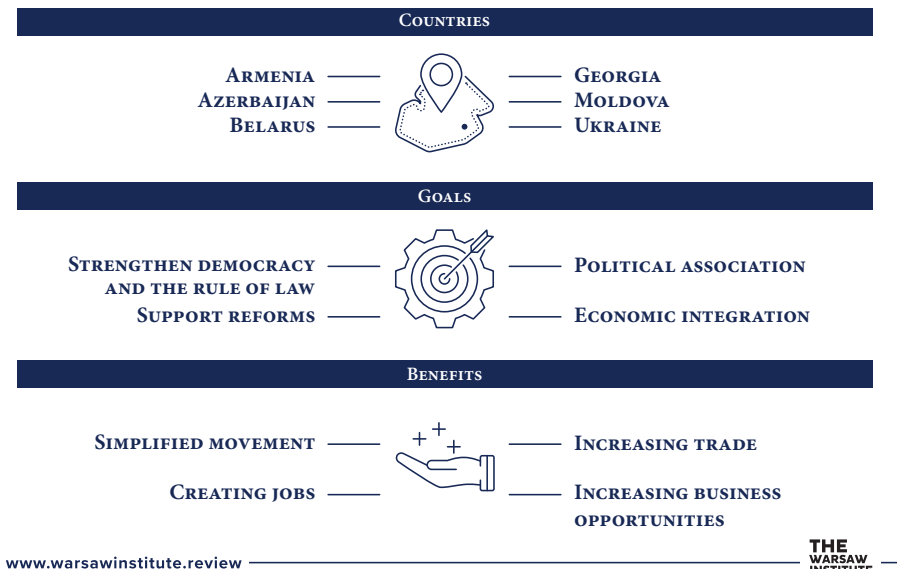 Countries
Armenia
Georgia
Azerbaijan
Moldova
Belarus
Ukraine
Goals
Strengthen democracy
and the rule of law
Political association
Support reforms
Economic integration
Benefits
Simplified movement
Increasing trade
Creating jobs
Increasing business
opportunities
www.warsawinstitute.review
THE
WARSAW
INSTITUTE